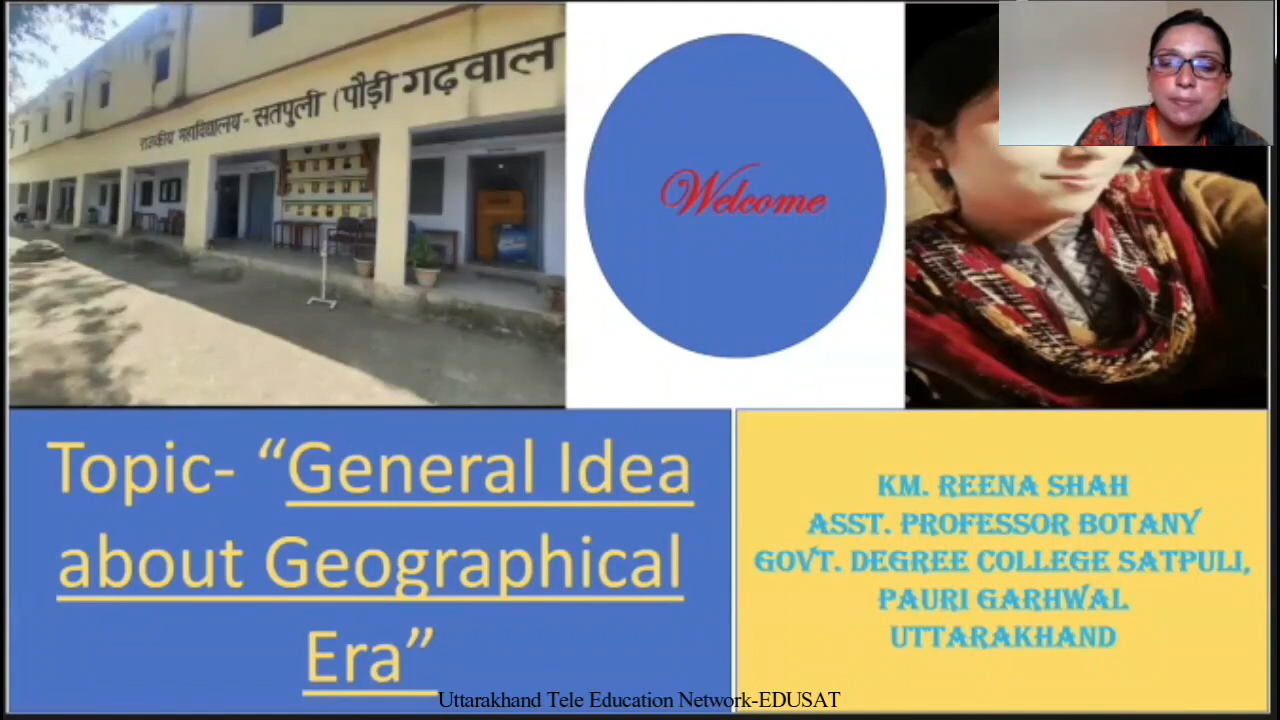 राजकीय महाविद्यालय - सतपुली (पौड़ी गढ़वाल
Welcome
Topic- “General Idea
about Geographical
Era”
KM. REENA SHAH
ASST. PROFESSOR BOTANY
GOVT. DEGREE COLLEGE SATPULI,
PAURI GARHWAL
UTTARAKHAND
Uttarakhand Tele Education Network-EDUSAT